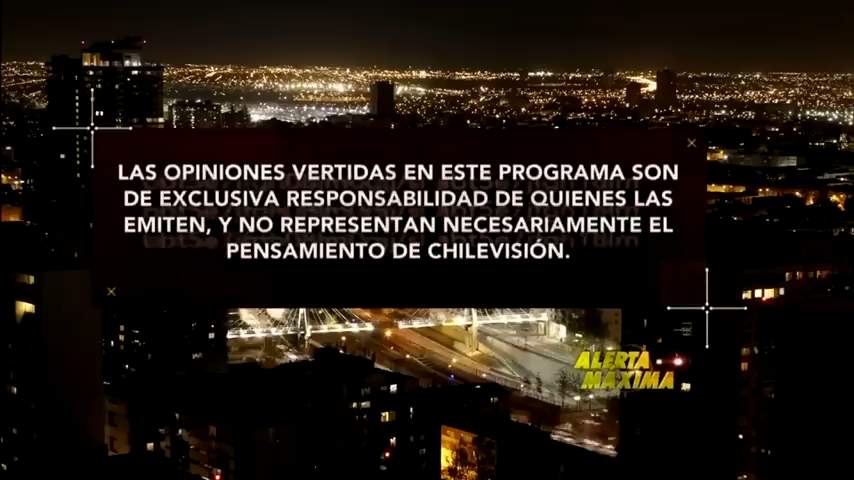 LAS OPINIONES VERTIDAS EN ESTE PROGRAMA SON
DE EXCLUSIVA RESPONSABILIDAD DE QUIENES LAS
EMITEN, Y NO REPRESENTAN NECESARIAMENTE EL
PENSAMIENTO DE CHILEVISIÓN.
ALERTA
MÁXIMA